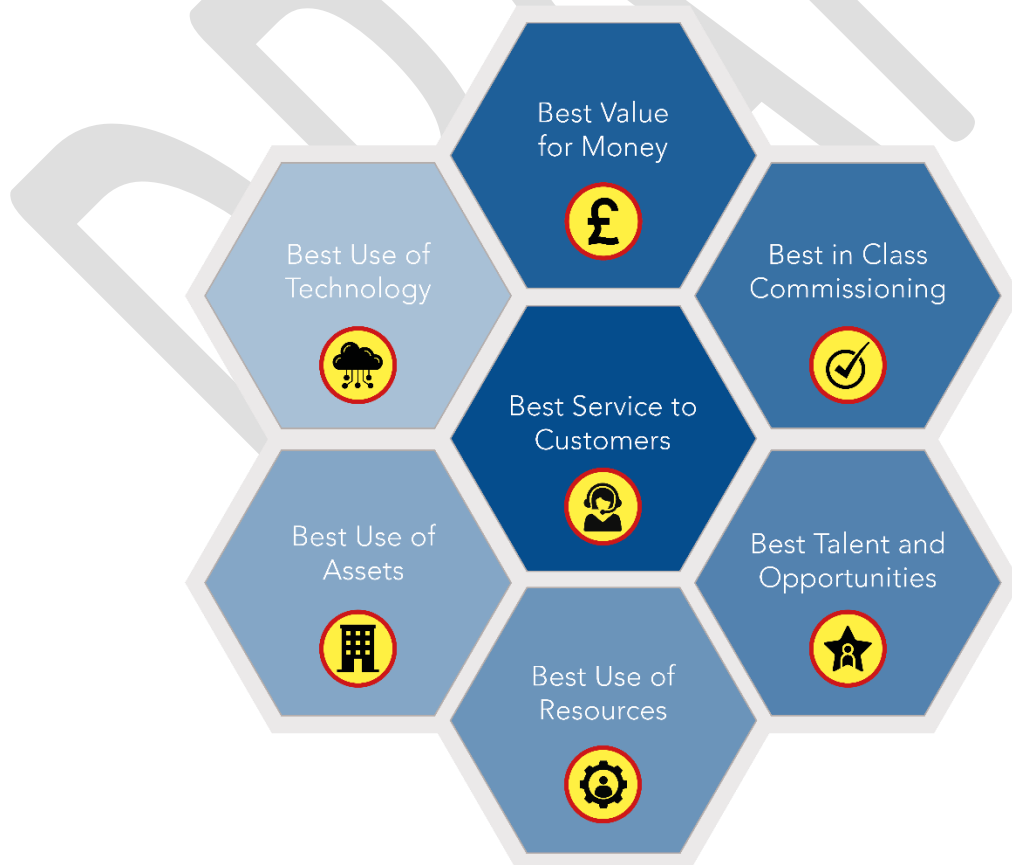 Best Value
for Money
£
Best in Class
Commissioning
Best Use of
Technology
Best Service to
Customers
Best Talent and
Opportunities
Best Use of
Assets
Best Use of
Resources